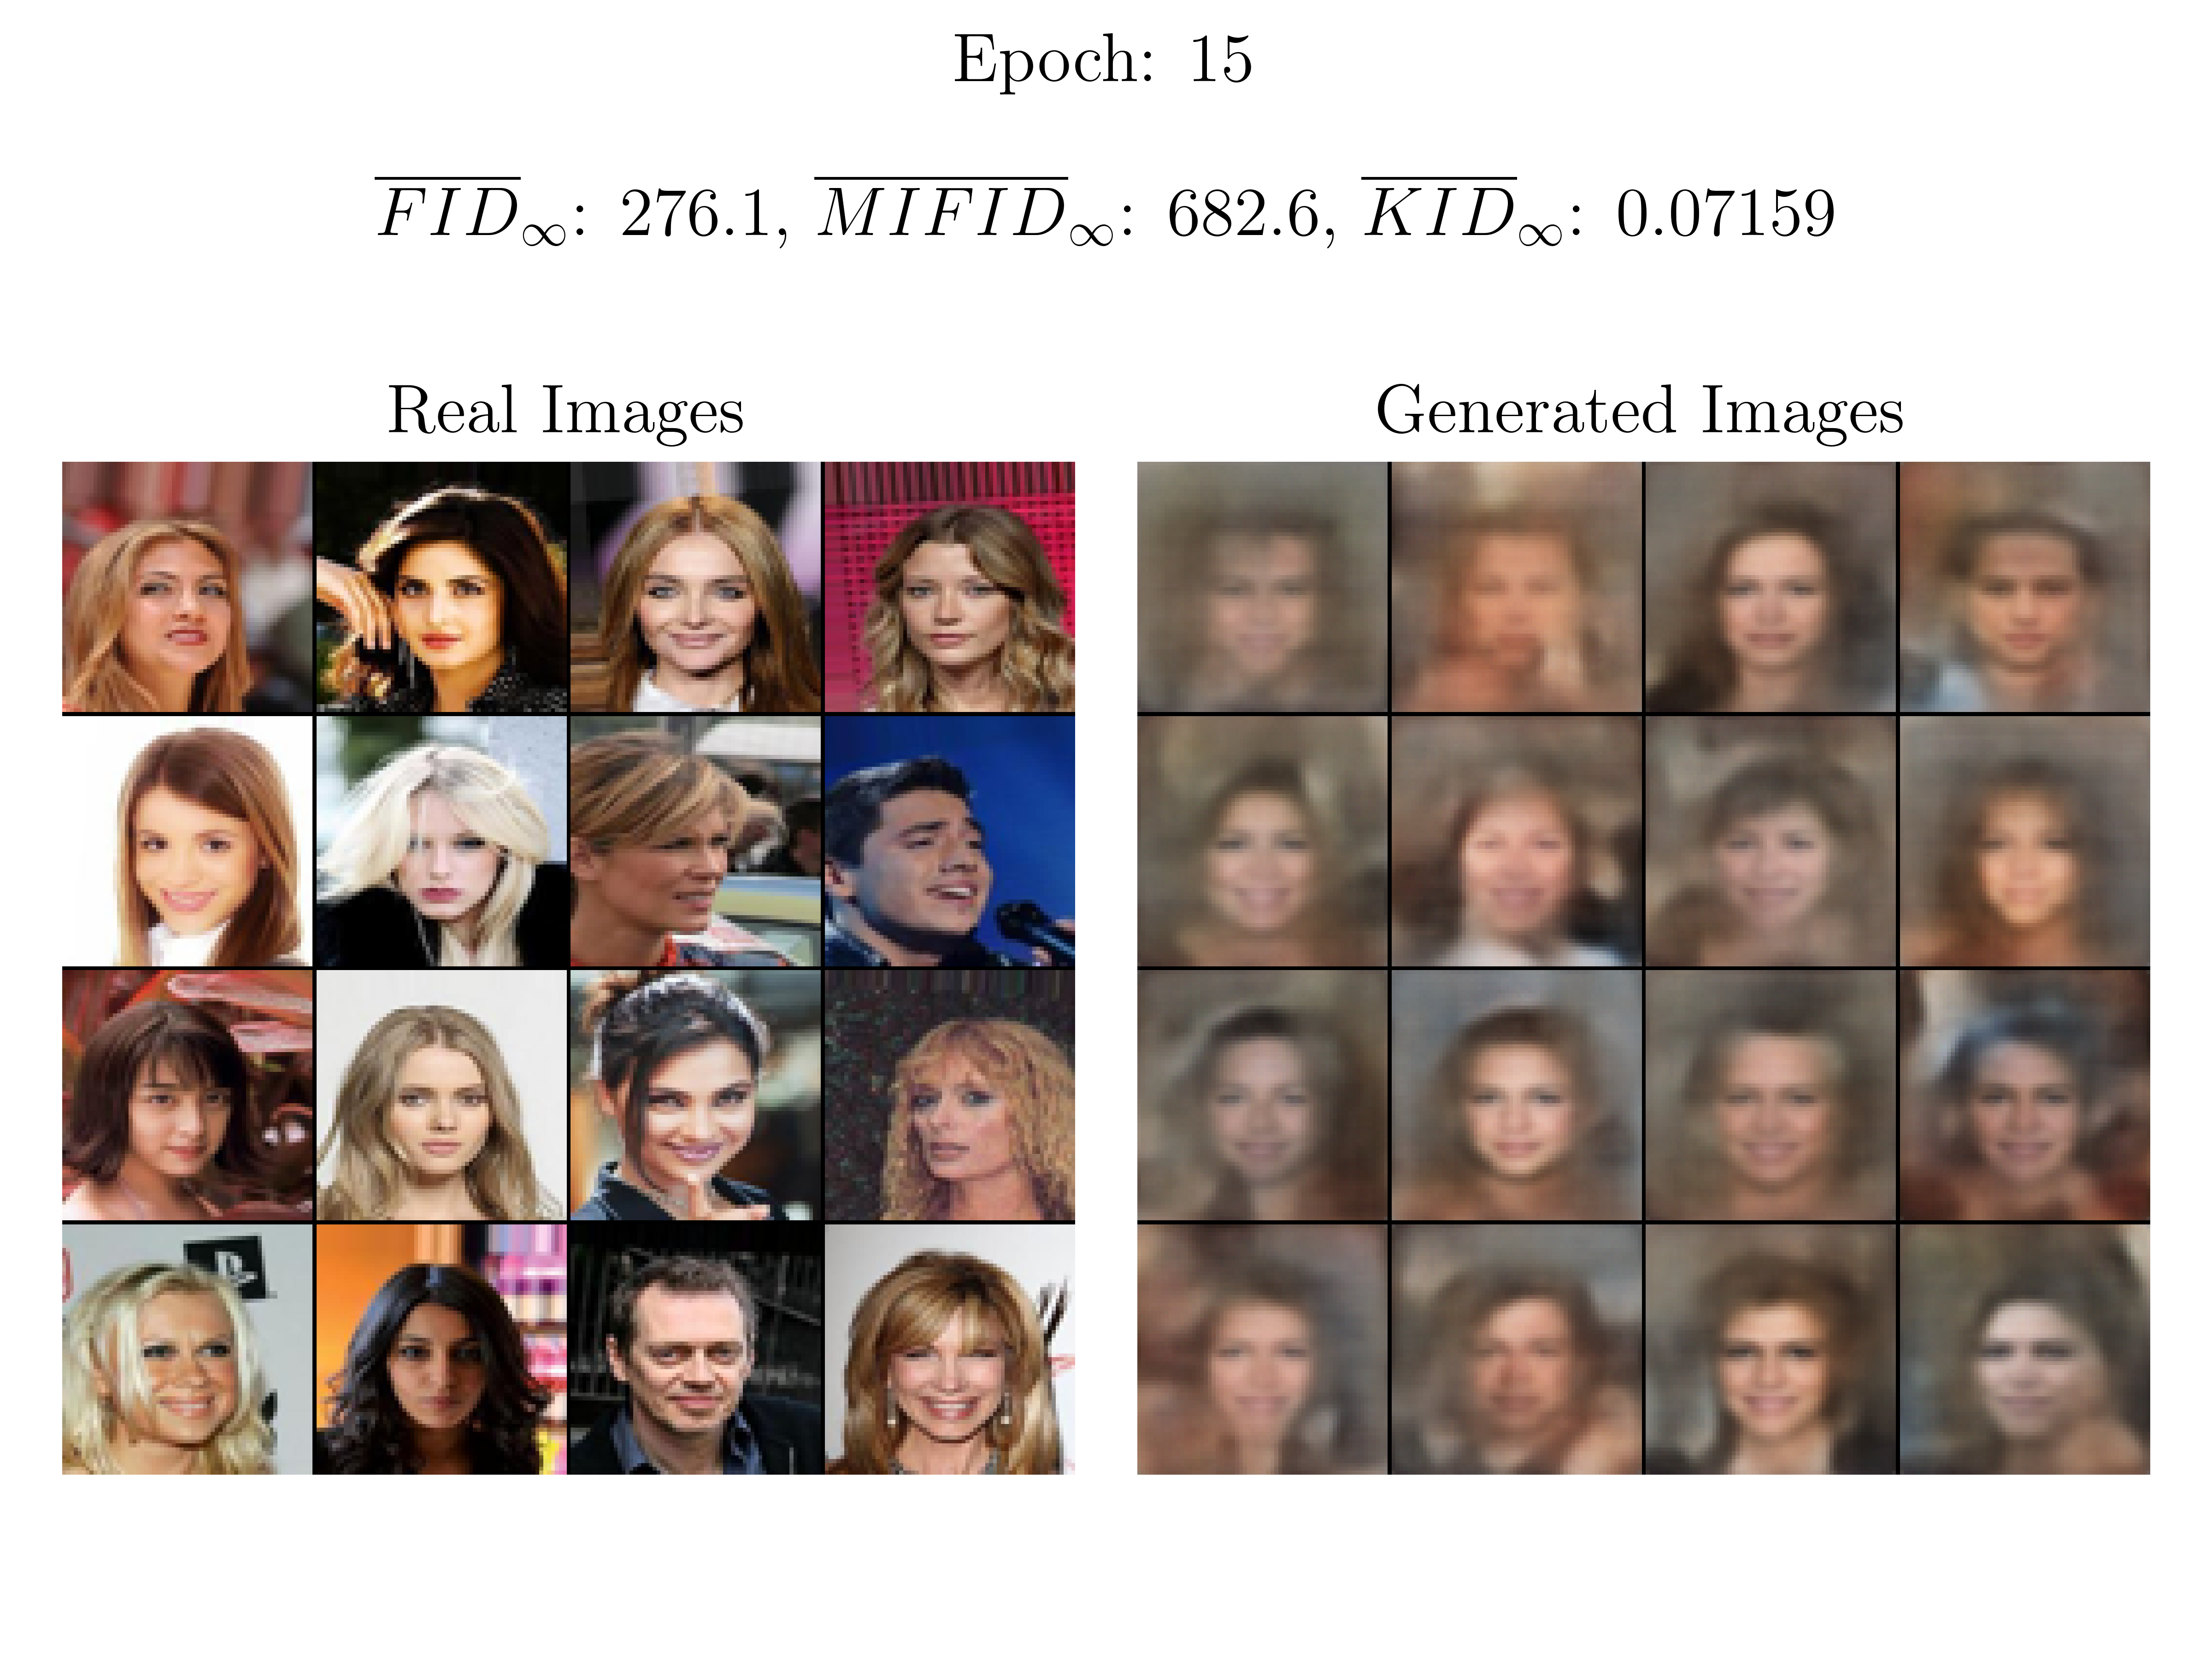 Epoch: 15
FID∞: 276.1, MIFID∞: 682.6, KID∞: 0.07159
Real Images
Generated Images